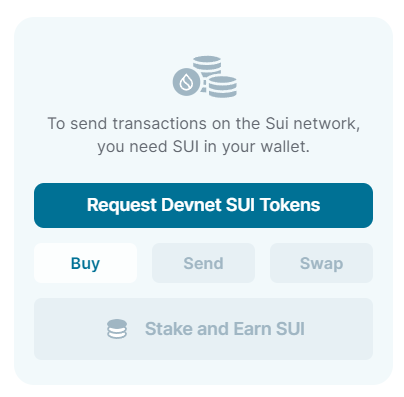 To send transactions on the Sui network,
you need SUI in your wallet.
Request Devnet SUI Tokens
Buy
Send
Swap
Stake and Earn SUI